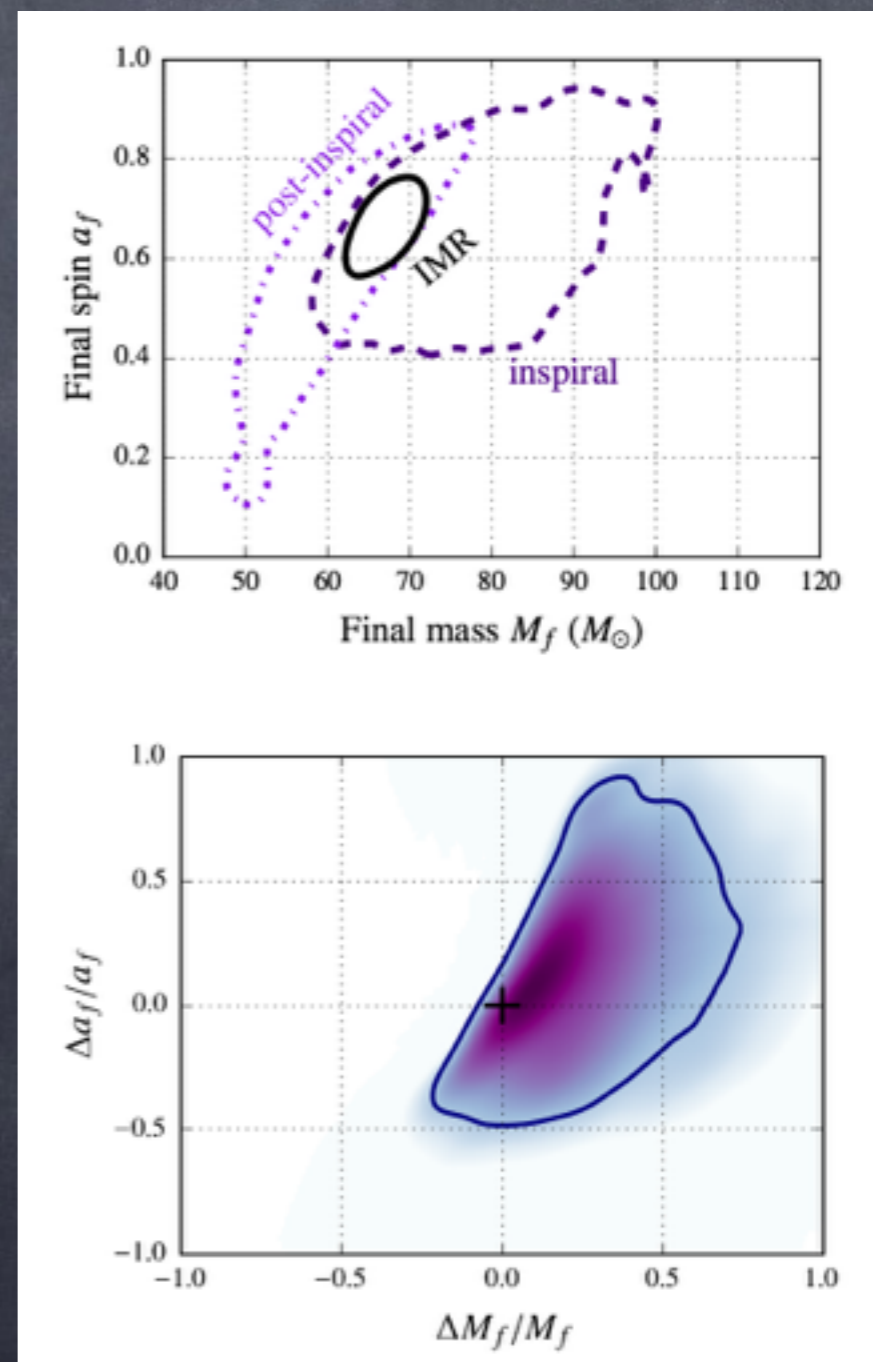 1.0
0.8
0.6
0.4
0.2
0.0
Final spin a_f
post-inspiral
IMR
inspiral
40 50 60 70 80 90 100 110 120
Final mass M_f (M_⊙)
1.0
0.5
0.0
−0.5
−1.0
Δa_f/a_f
−1.0 −0.5 0.0 0.5 1.0
ΔM_f/M_f